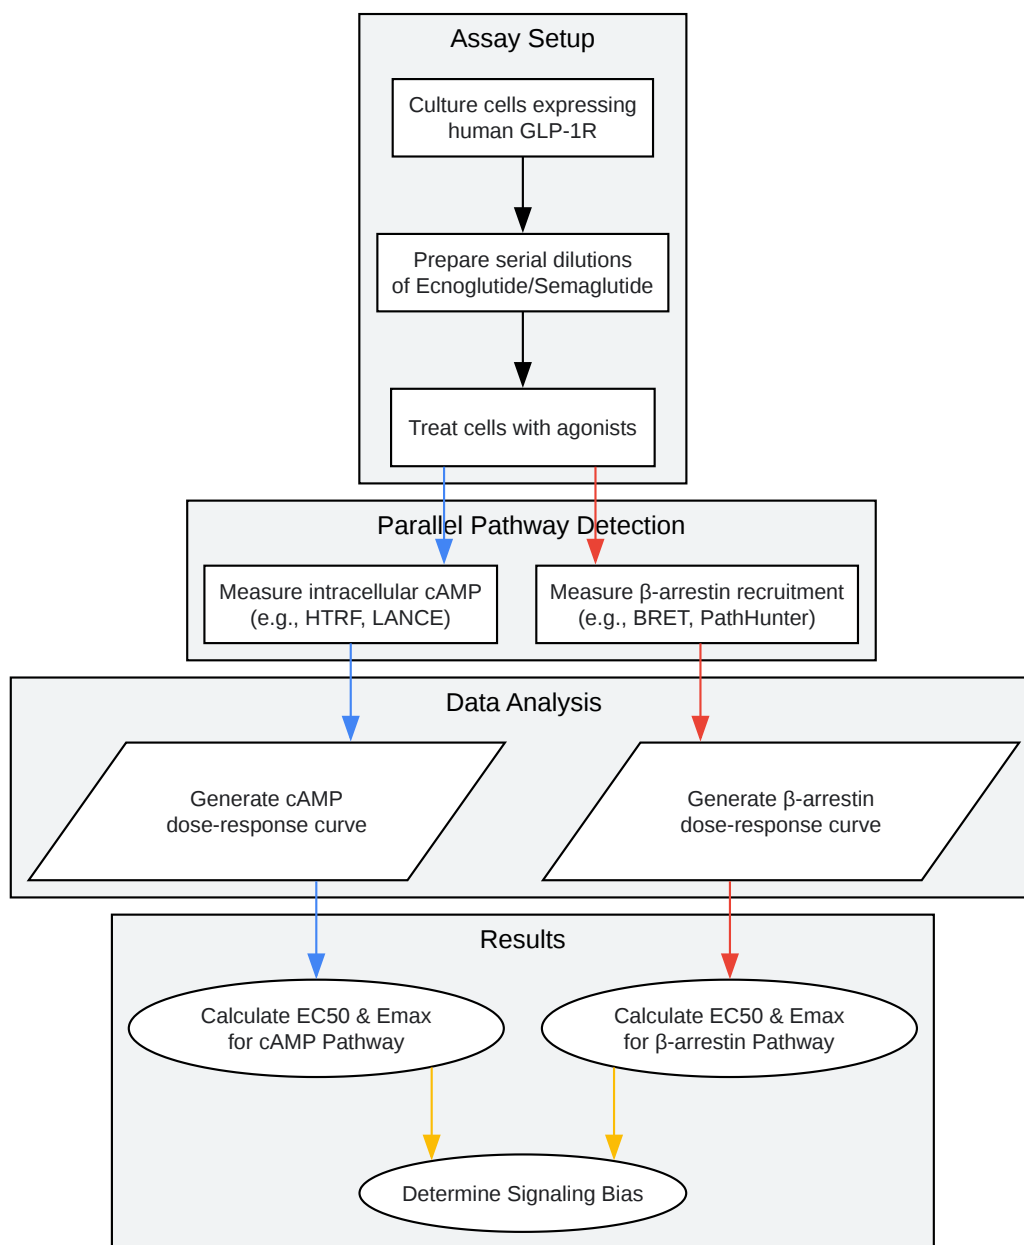 Assay Setup
Culture cells expressing
human GLP-1R
Prepare serial dilutions
of Ecnoglutide/Semaglutide
Treat cells with agonists
Parallel Pathway Detection
Measure intracellular cAMP
(e.g., HTRF, LANCE)
Measure β-arrestin recruitment
(e.g., BRET, PathHunter)
Data Analysis
Generate cAMP
dose-response curve
Generate β-arrestin
dose-response curve
Results
Calculate EC50 & Emax
for cAMP Pathway
Calculate EC50 & Emax
for β-arrestin Pathway
Determine Signaling Bias